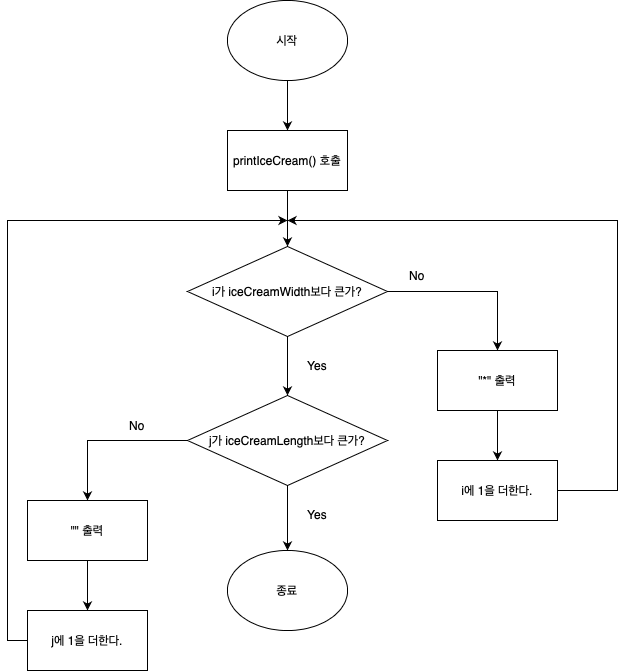 시작
printIceCream() 호출
i가 iceCreamWidth보다 큰가?
No
Yes
"*" 출력
No
j가 iceCreamLength보다 큰가?
i에 1을 더한다.
Yes
"" 출력
종료
j에 1을 더한다.